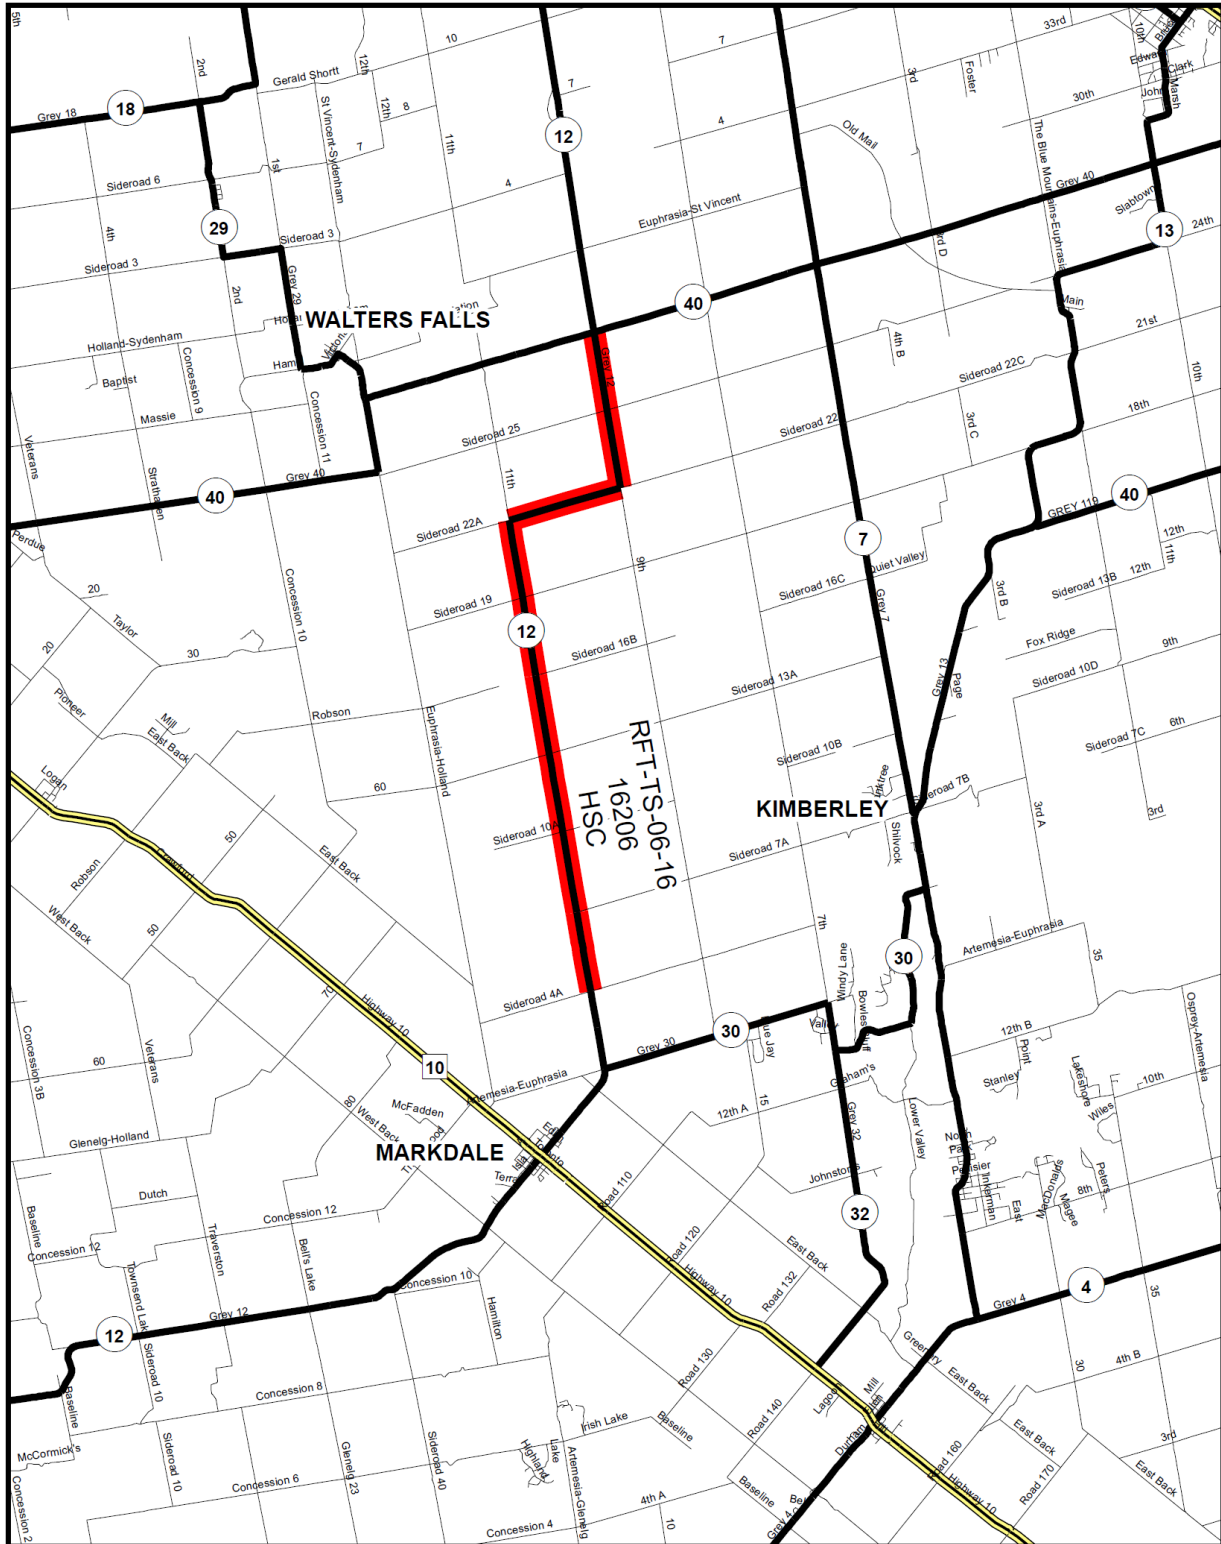 5th
2nd
10
12th
7
33rd
10th
Gerald Shortt
3rd
Foster
Clark
Marsh
Grey 18
18
St Vincent-Sydenham
12th
8
7
12
4
30th
Old Mail
The Blue Mountains-Euphrasia
11th
1st
7
Sideroad 6
4
Grey 40
Slabtown
4th
29
Sideroad 3
Euphrasia-St Vincent
3rd D
13
24th
Sideroad 3
2nd
Grey 29
40
Main
WALTERS FALLS
Holland-Sydenham
4th B
21st
Concession 9
Baptist
Grey 12
Sideroad 22C
10th
Massie
Concession 11
Sideroad 25
Sideroad 22
3rd C
18th
Veterans
Strathaven
Grey 40
11th
40
GREY 119
40
Perdue
Sideroad 22A
7
12th
11th
20
Concession 10
9th
Quiet Valley
Sideroad 16C
Sideroad 13B
12th
Taylor
Sideroad 19
12
Grey 7
3rd B
Fox Ridge
20
30
Sideroad 16B
9th
Sideroad 10D
Pioneer
Sideroad 13A
Grey 13
Page
Mill
Robson
Euphrasia-Holland
East Back
Sideroad 10B
Sideroad 7C
6th
Logan
60
RFT-TS-06-16
16206
HSC
Sideroad 7B
KIMBERLEY
3rd A
3rd
50
Sideroad 10A
Shilvock
Crawford
East Back
Sideroad 7A
Robson
West Back
50
7th
Artemesia-Euphrasia
35
30
Windy Lane
70
Highway 10
Sideroad 4A
Osprey-Artemesia
Concession 3B
Veterans
30
Grey 30
12th B
Point
60
10
Artemesia-Euphrasia
Stanley
Lakeshore
10th
80
McFadden
West Back
12th A
15
Graham's
Grey 32
Lower Valley
Wiles
Glenelg-Holland
MARKDALE
Isla
Johnston's
Inkerman
East
MacDonalds
Magee
Peters
8th
Dutch
Road 110
Baseline
Concession 12
Traverston
Concession 12
Bell's Lake
32
Road 120
East Back
Highway 10
Townsend Lake
Concession 10
Road 132
4
35
Grey 4
Grey 12
12
Hamilton
Sideroad 10
Road 130
Greenery
East Back
30
4th B
Baseline
Concession 8
Mill
Irish Lake
Baseline
Road 140
Durham
East Back
3rd
McCormick's
Sideroad 10
Glenelg 23
Sideroad 40
Highland
Lake
Artemesia-Glenelg
Road 160
Road 170
East Back
Concession 6
4th A
Baseline
Highway 10
Concession 2
Concession 4
10
Grey 4